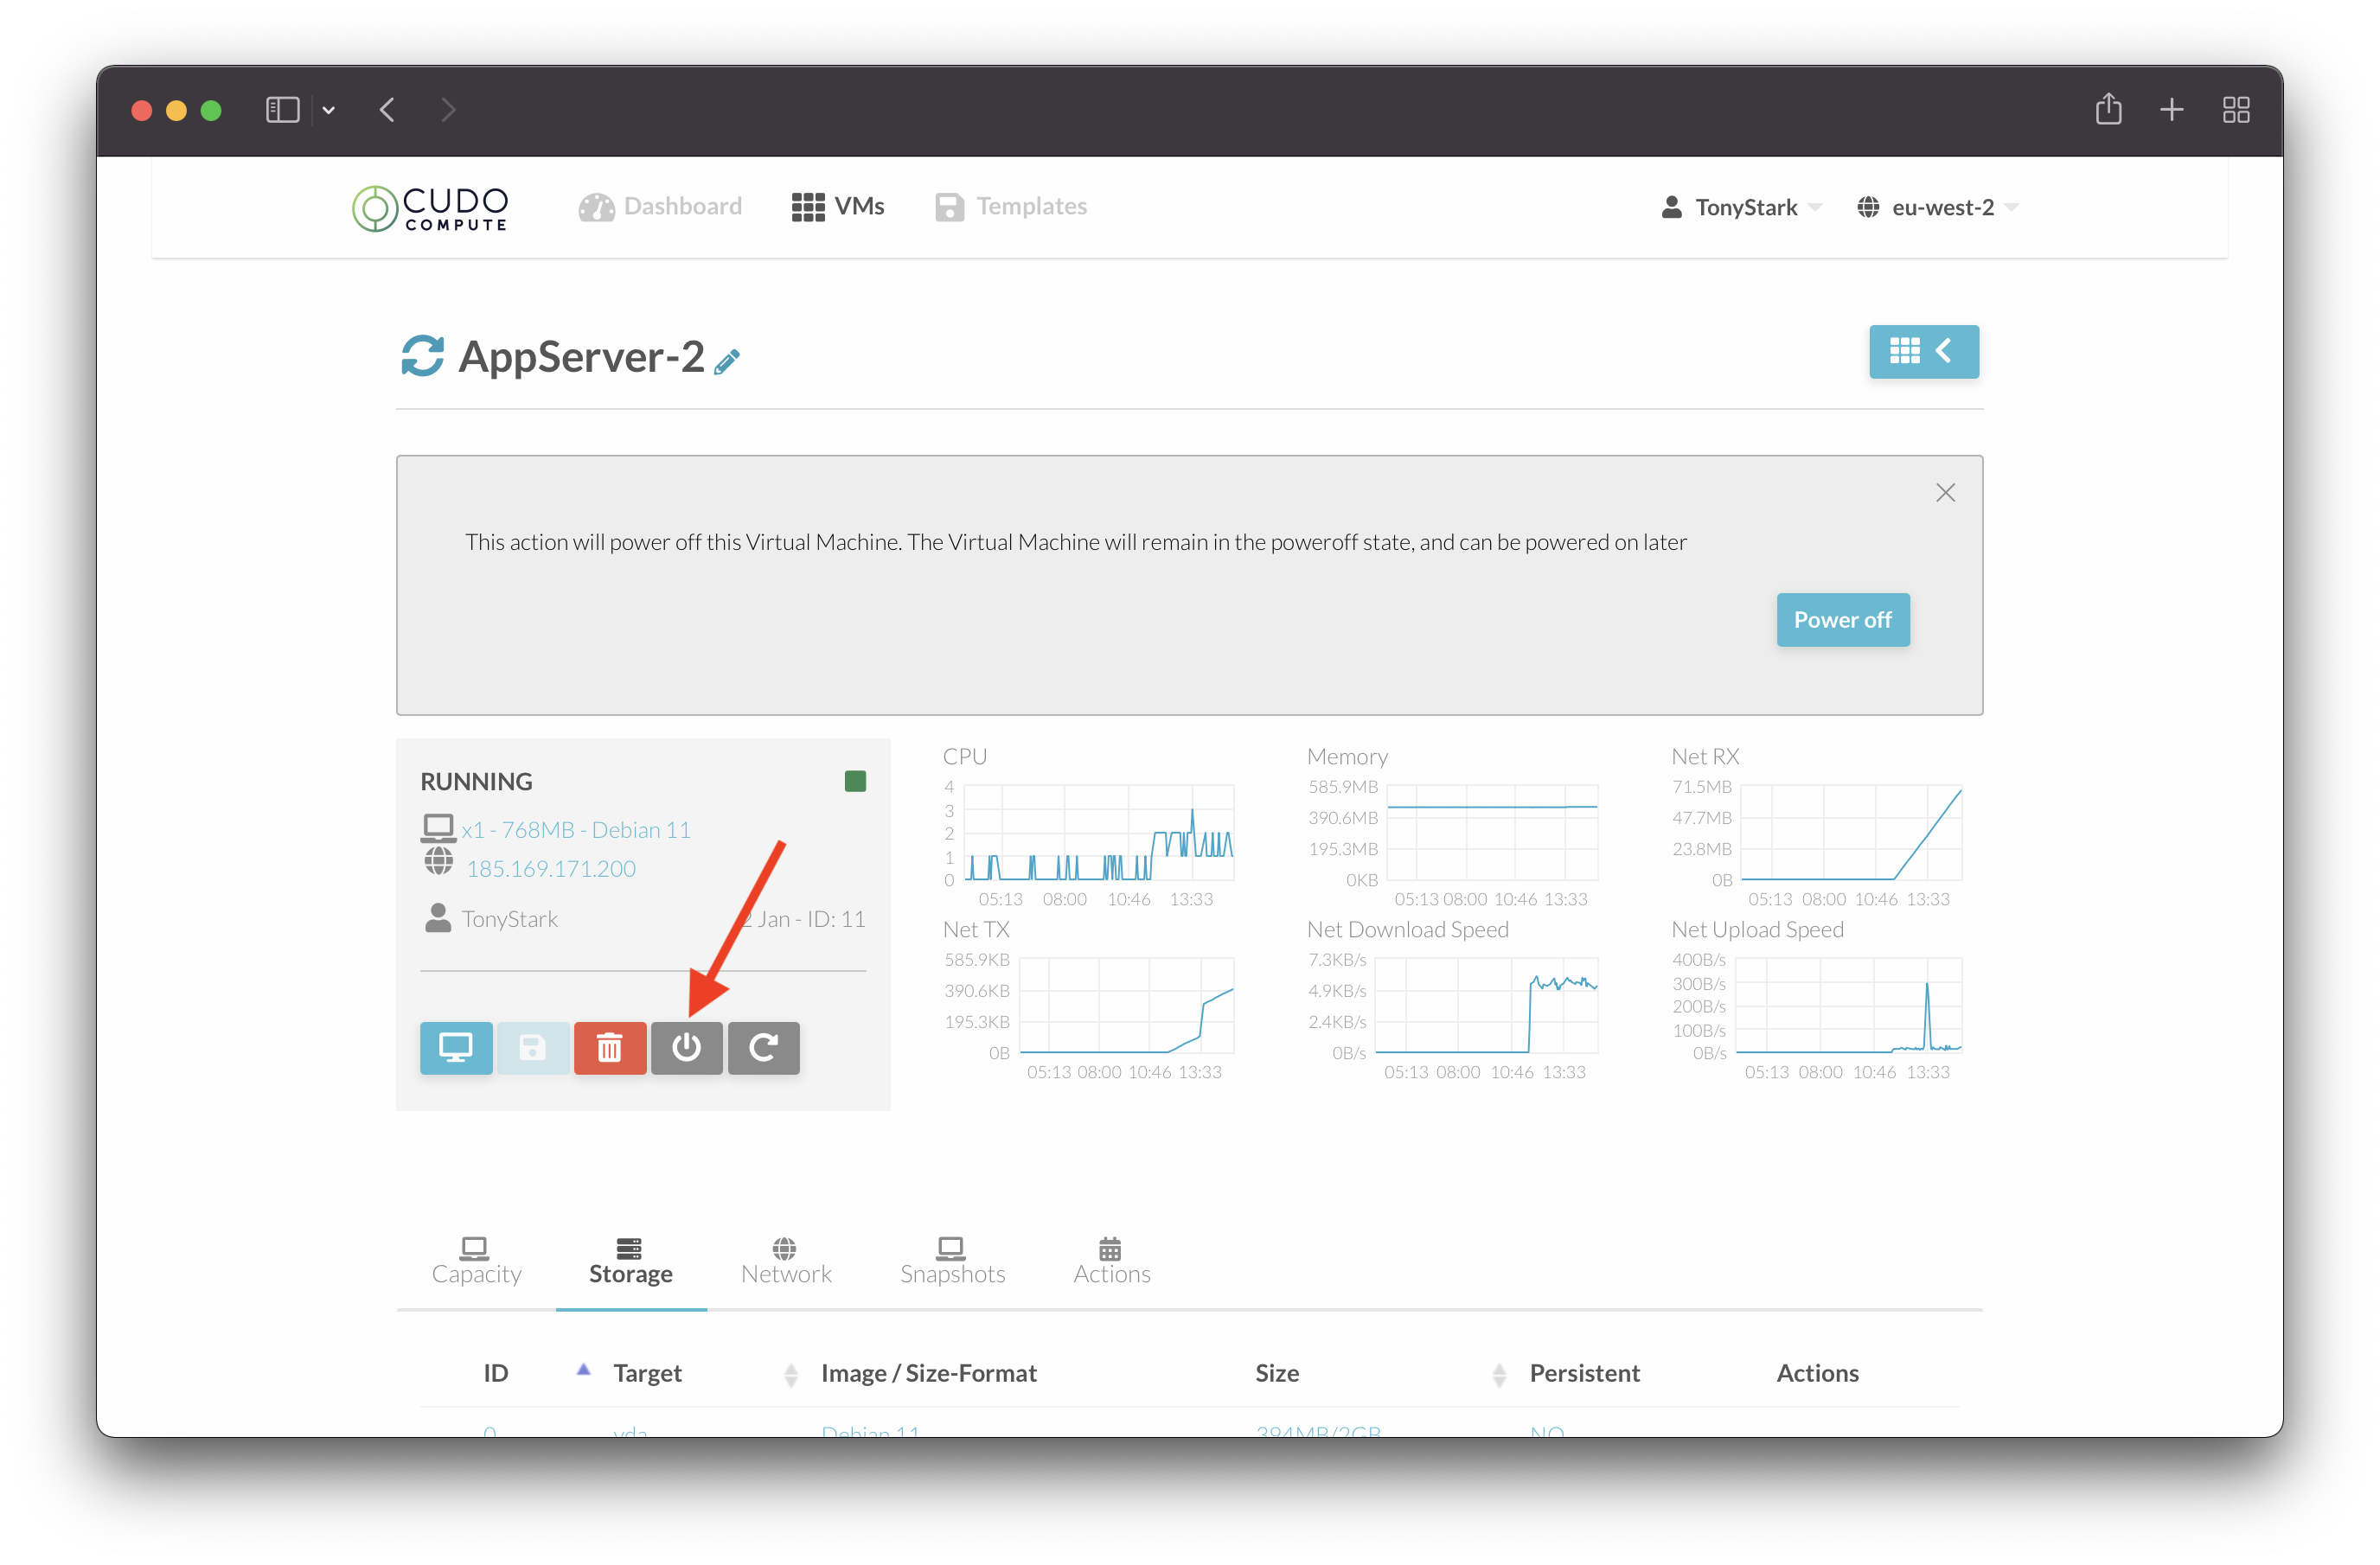 CUDO
COMPUTE
Dashboard
VMs
Templates
TonyStark
eu-west-2
AppServer-2
This action will power off this Virtual Machine. The Virtual Machine will remain in the poweroff state, and can be powered on later
Power off
RUNNING
x1 - 768MB - Debian 11
185.169.171.200
TonyStark
2 Jan - ID: 11
CPU
4
3
2
1
0
05:13 08:00 10:46 13:33
Memory
585.9MB
390.6MB
195.3MB
0KB
05:13 08:00 10:46 13:33
Net RX
71.5MB
47.7MB
23.8MB
0B
05:13 08:00 10:46 13:33
Net TX
585.9KB
390.6KB
195.3KB
0B
05:13 08:00 10:46 13:33
Net Download Speed
7.3KB/s
4.9KB/s
2.4KB/s
0B/s
05:13 08:00 10:46 13:33
Net Upload Speed
400B/s
300B/s
200B/s
100B/s
0B/s
05:13 08:00 10:46 13:33
Capacity
Storage
Network
Snapshots
Actions
ID Target Image / Size-Format Size Persistent Actions
0 vda Debian 11 394MB/2GB NO